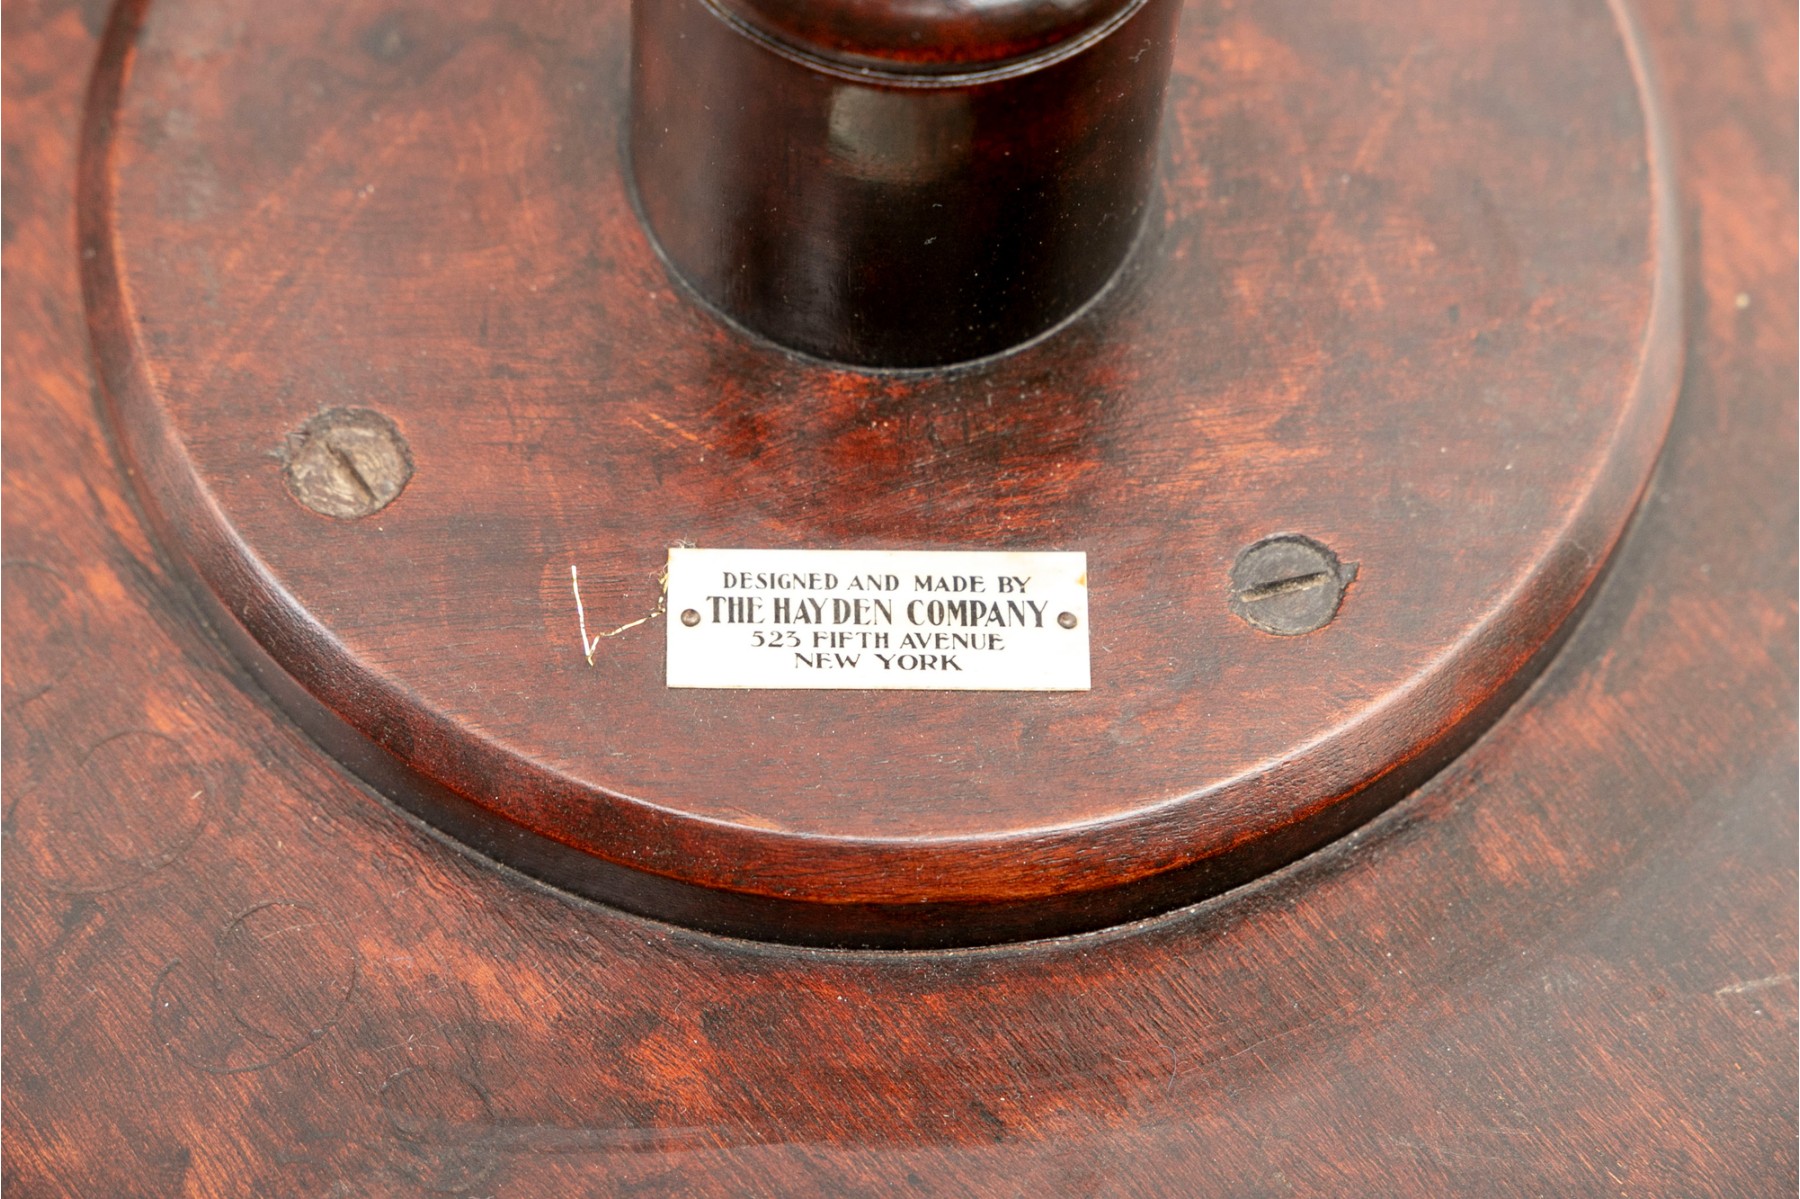 DESIGNED AND MADE BY
THE HAYDEN COMPANY
523 FIFTH AVENUE
NEW YORK